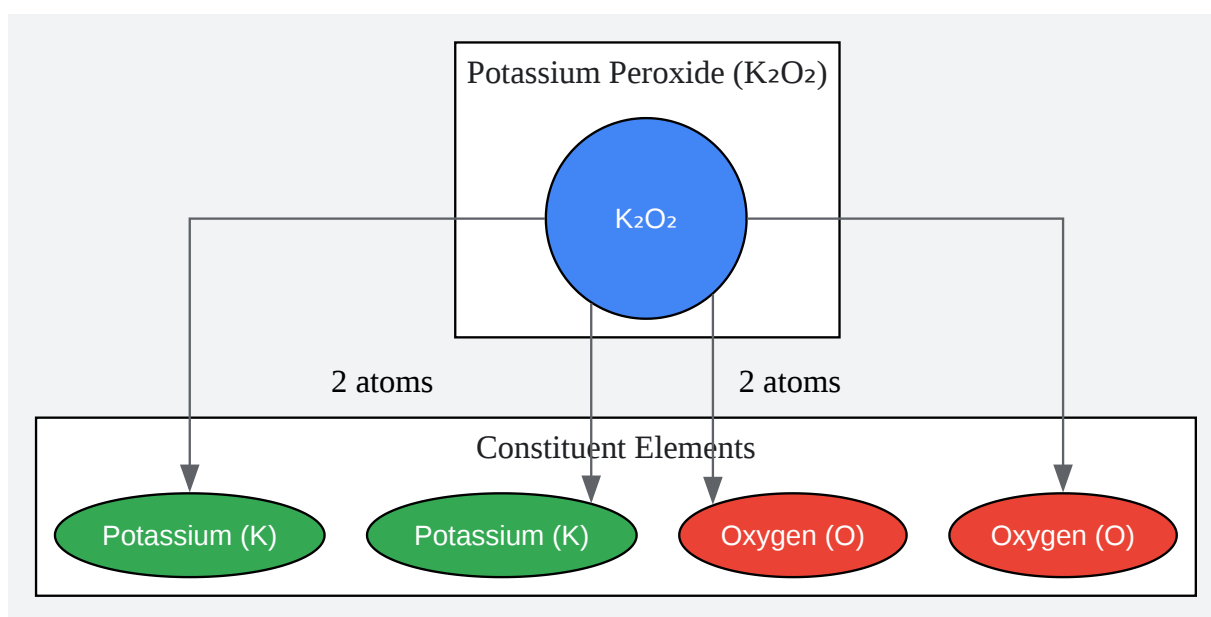 Potassium Peroxide (K₂O₂)
K₂O₂
2 atoms
2 atoms
Constituent Elements
Potassium (K)
Potassium (K)
Oxygen (O)
Oxygen (O)